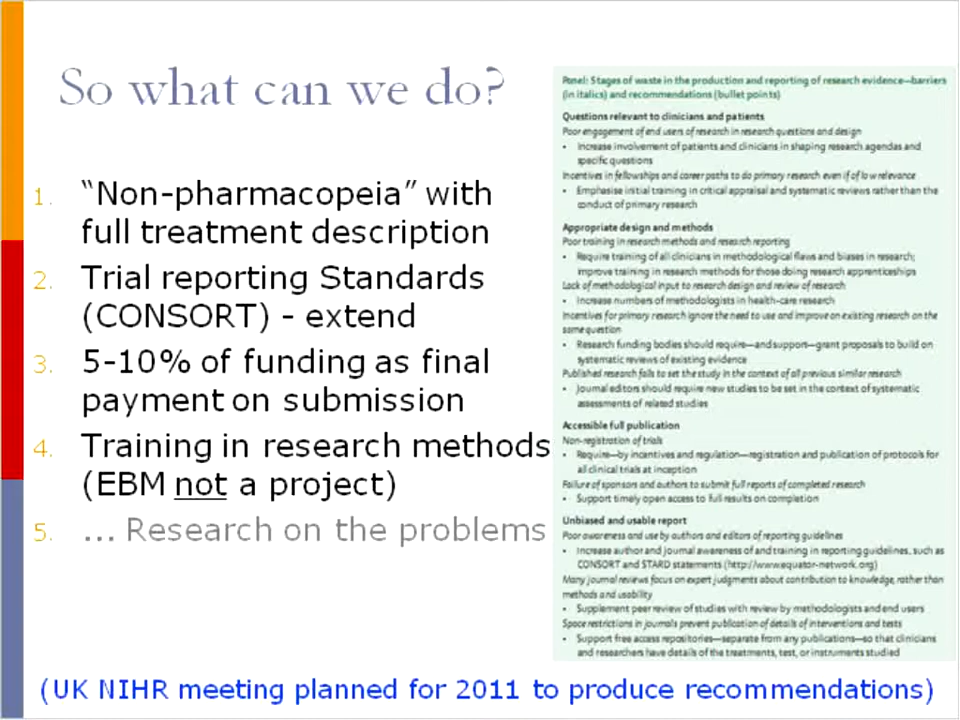 So what can we do?
1. “Non-pharmacopeia” with
full treatment description
2. Trial reporting Standards
(CONSORT) - extend
3. 5-10% of funding as final
payment on submission
4. Training in research methods
(EBM not a project)
5. ... Research on the problems
Panel: Stages of waste in the production and reporting of research evidence—barriers
(in italics) and recommendations (bullet points)
Questions relevant to clinicians and patients
Poor engagement of end users of research in research questions and design
• Increase involvement of patients and clinicians in shaping research agendas and
specific questions
Incentives in fellowships and career paths to do primary research even if of low relevance
• Emphasise initial training in critical appraisal and systematic reviews rather than the
conduct of primary research
Appropriate design and methods
Poor training in research methods and research reporting
• Require training of all clinicians in methodological flaws and biases in research;
improve training in research methods for those doing research apprenticeships
Lack of methodological input to research design and review of research
• Increase numbers of methodologists in health-care research
Incentives for primary research ignore the need to use and improve on existing research on the
same question
• Research funding bodies should require—and support—grant proposals to build on
systematic reviews of existing evidence
Published research fails to set the study in the context of all previous similar research
• Journal editors should require new studies to be set in the context of systematic
assessments of related studies
Accessible full publication
Non-registration of trials
• Require—by incentives and regulation—registration and publication of protocols for
all clinical trials at inception
Failure of sponsors and authors to submit full reports of completed research
• Support timely open access to full results on completion
Unbiased and usable report
Poor awareness and use by authors and editors of reporting guidelines
• Increase author and journal awareness of and training in reporting guidelines, such as
CONSORT and STARD statements (http://www.equator-network.org)
Many journal reviews focus on expert judgments about contribution to knowledge, rather than
methods and usability
• Supplement peer review of studies with review by methodologists and end users
Space restrictions in journals prevent publication of details of interventions and tests
• Support free access repositories—separate from any publications—so that clinicians
and researchers have details of the treatments, test, or instruments studied
(UK NIHR meeting planned for 2011 to produce recommendations)